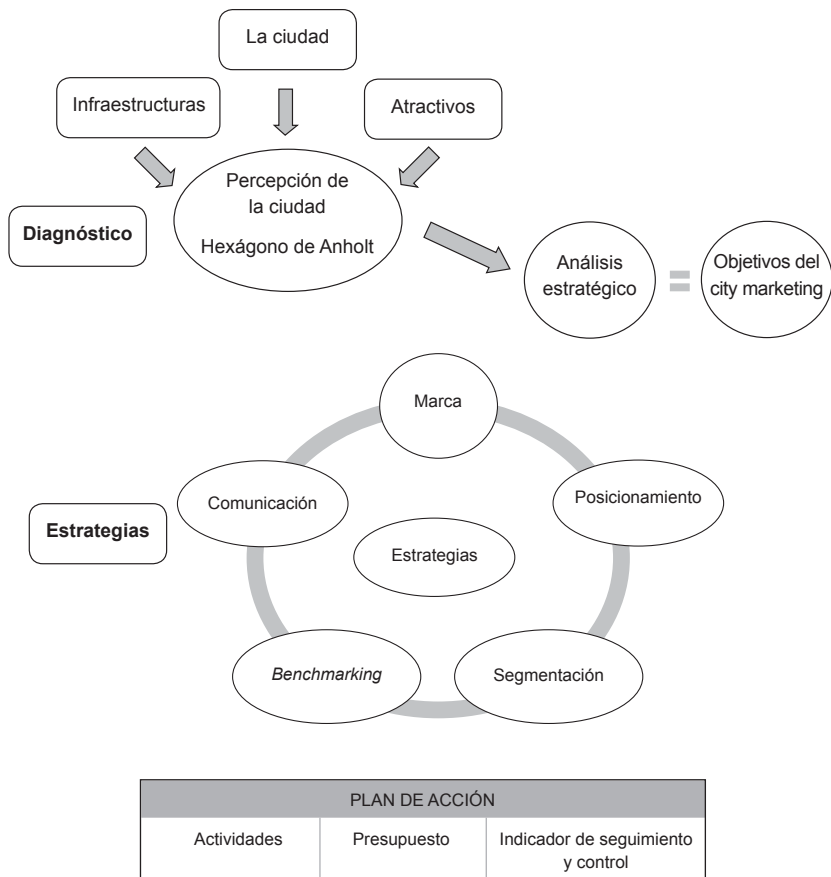 La ciudad
Infraestructuras
Atractivos
Percepción de
la ciudad
Hexágono de Anholt
Diagnóstico
Análisis
estratégico
Objetivos del
city marketing
Marca
Comunicación
Posicionamiento
Estrategias
Estrategias
Benchmarking
Segmentación
PLAN DE ACCIÓN
Actividades
Presupuesto
Indicador de seguimiento
y control